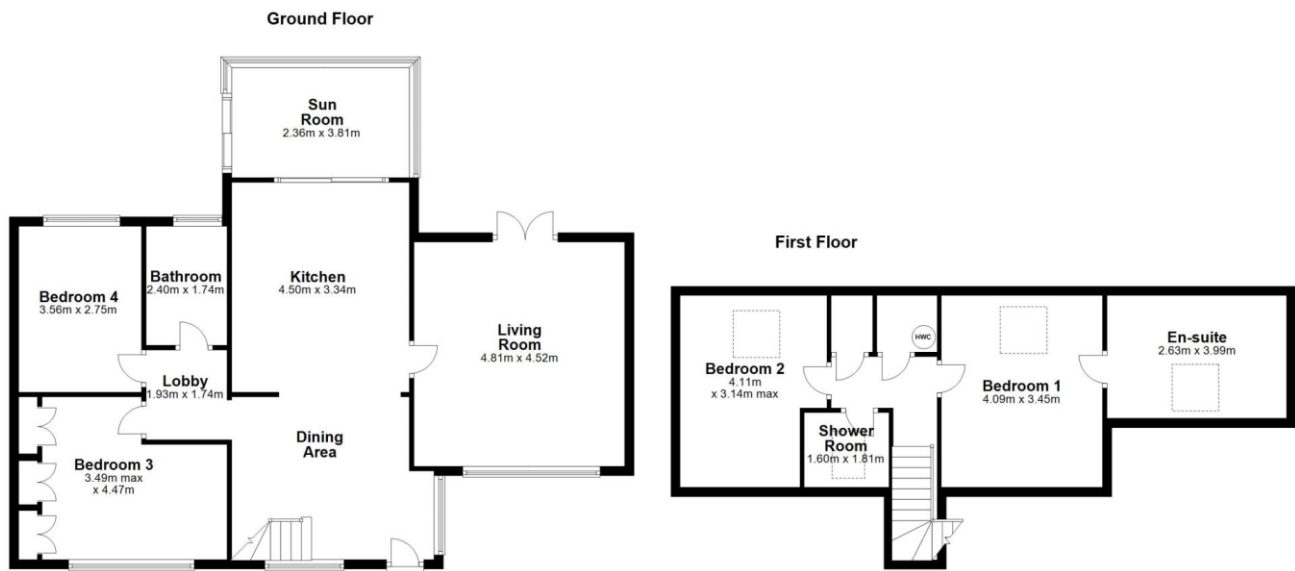 Ground Floor
Sun
Room
2.36m x 3.81m
Bedroom 4
3.56m x 2.75m
Bathroom
2.40m x 1.74m
Kitchen
4.50m x 3.34m
Living
Room
4.81m x 4.52m
Lobby
1.93m x 1.74m
Dining
Area
Bedroom 3
3.49m max
x 4.47m
First Floor
Bedroom 2
4.11m
x 3.14m max
HWC
Bedroom 1
4.09m x 3.45m
En-suite
2.63m x 3.99m
Shower
Room
1.60m x 1.81m